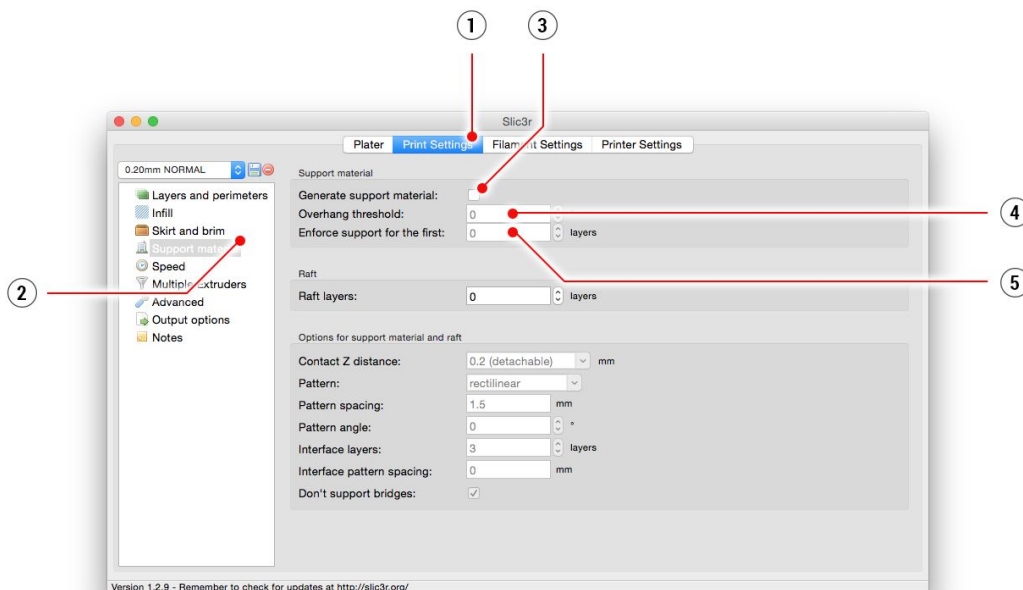 1 3
Slic3r
Plater Print Settings Filament Settings Printer Settings
0.20mm NORMAL
Layers and perimeters
Infill
Skirt and brim
Support material
Speed
Multiple Extruders
Advanced
Output options
Notes
2
Support material
Generate support material:
Overhang threshold: 0
Enforce support for the first: 0 layers
4
5
Raft
Raft layers: 0 layers
Options for support material and raft
Contact Z distance: 0.2 (detachable) mm
Pattern: rectilinear
Pattern spacing: 1.5 mm
Pattern angle: 0 °
Interface layers: 3 layers
Interface pattern spacing: 0 mm
Don't support bridges:
Version 1.2.9 - Remember to check for updates at http://slic3r.org/